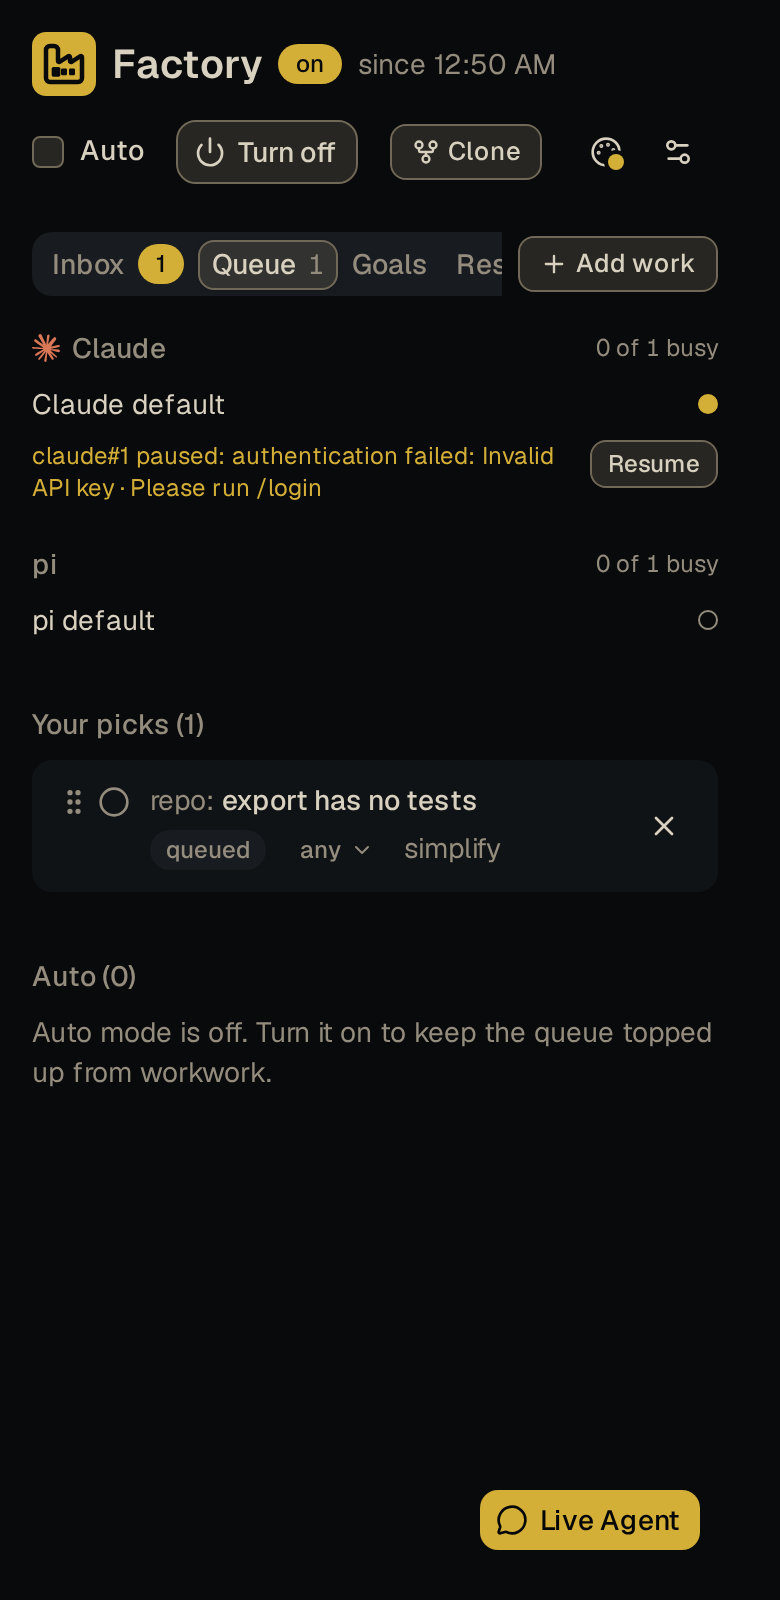 Factory on since 12:50 AM
Auto Turn off Clone
Inbox 1 Queue 1 Goals Res + Add work
Claude 0 of 1 busy
Claude default
claude#1 paused: authentication failed: Invalid
API key · Please run /login
Resume
pi 0 of 1 busy
pi default
Your picks (1)
repo: export has no tests
queued any simplify
Auto (0)
Auto mode is off. Turn it on to keep the queue topped
up from workwork.
Live Agent